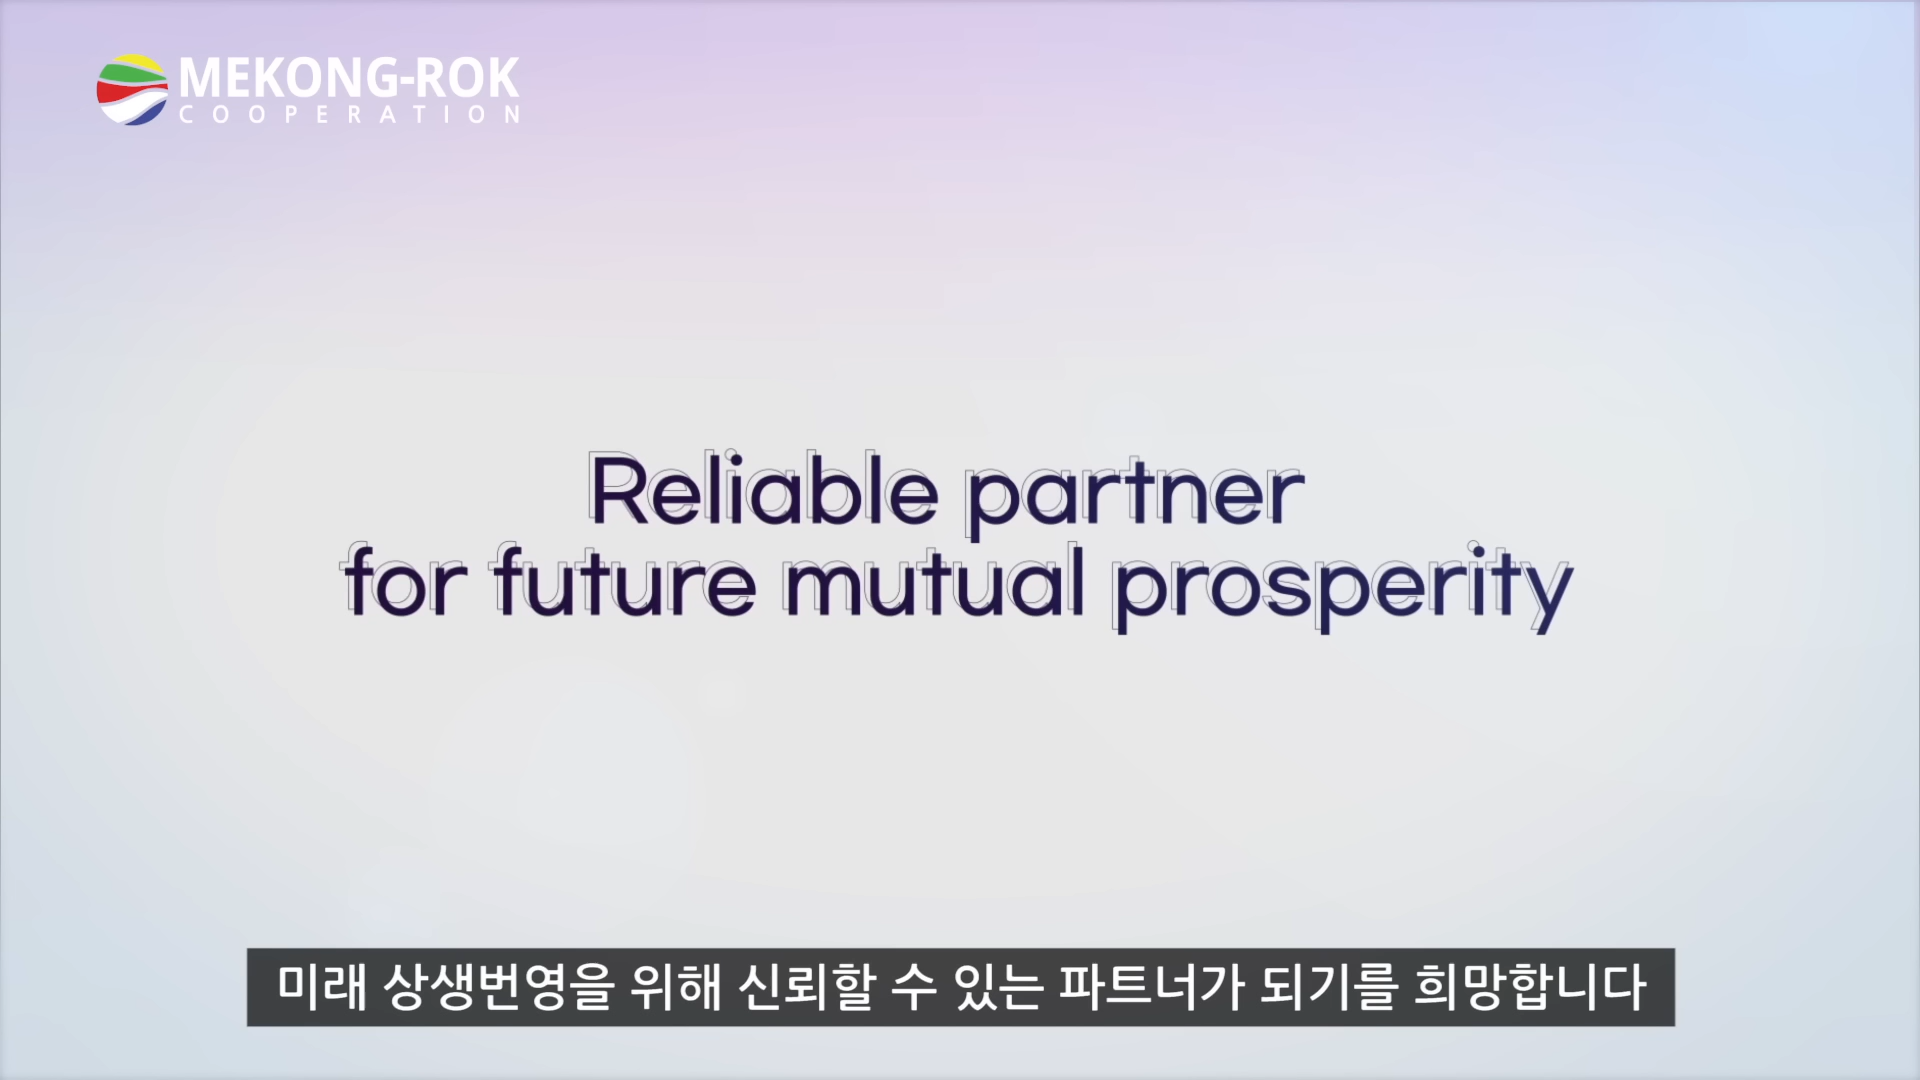 MEKONG-ROK
COOPERATION
Reliable partner
for future mutual prosperity
미래 상생번영을 위해 신뢰할 수 있는 파트너가 되기를 희망합니다